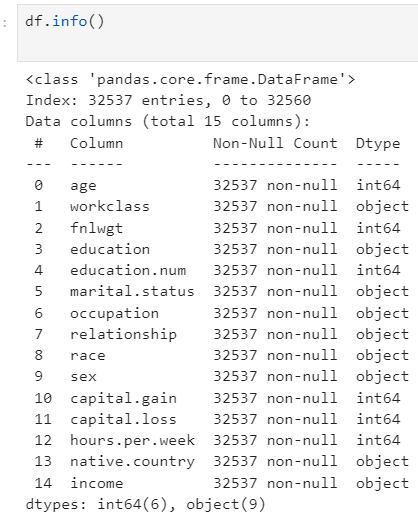 : df.info()
<class 'pandas.core.frame.DataFrame'>
Index: 32537 entries, 0 to 32560
Data columns (total 15 columns):
 #   Column          Non-Null Count  Dtype
---  ------          --------------  -----
 0   age             32537 non-null  int64
 1   workclass       32537 non-null  object
 2   fnlwgt          32537 non-null  int64
 3   education       32537 non-null  object
 4   education.num   32537 non-null  int64
 5   marital.status  32537 non-null  object
 6   occupation      32537 non-null  object
 7   relationship    32537 non-null  object
 8   race            32537 non-null  object
 9   sex             32537 non-null  object
 10  capital.gain    32537 non-null  int64
 11  capital.loss    32537 non-null  int64
 12  hours.per.week  32537 non-null  int64
 13  native.country  32537 non-null  object
 14  income          32537 non-null  object
dtypes: int64(6), object(9)